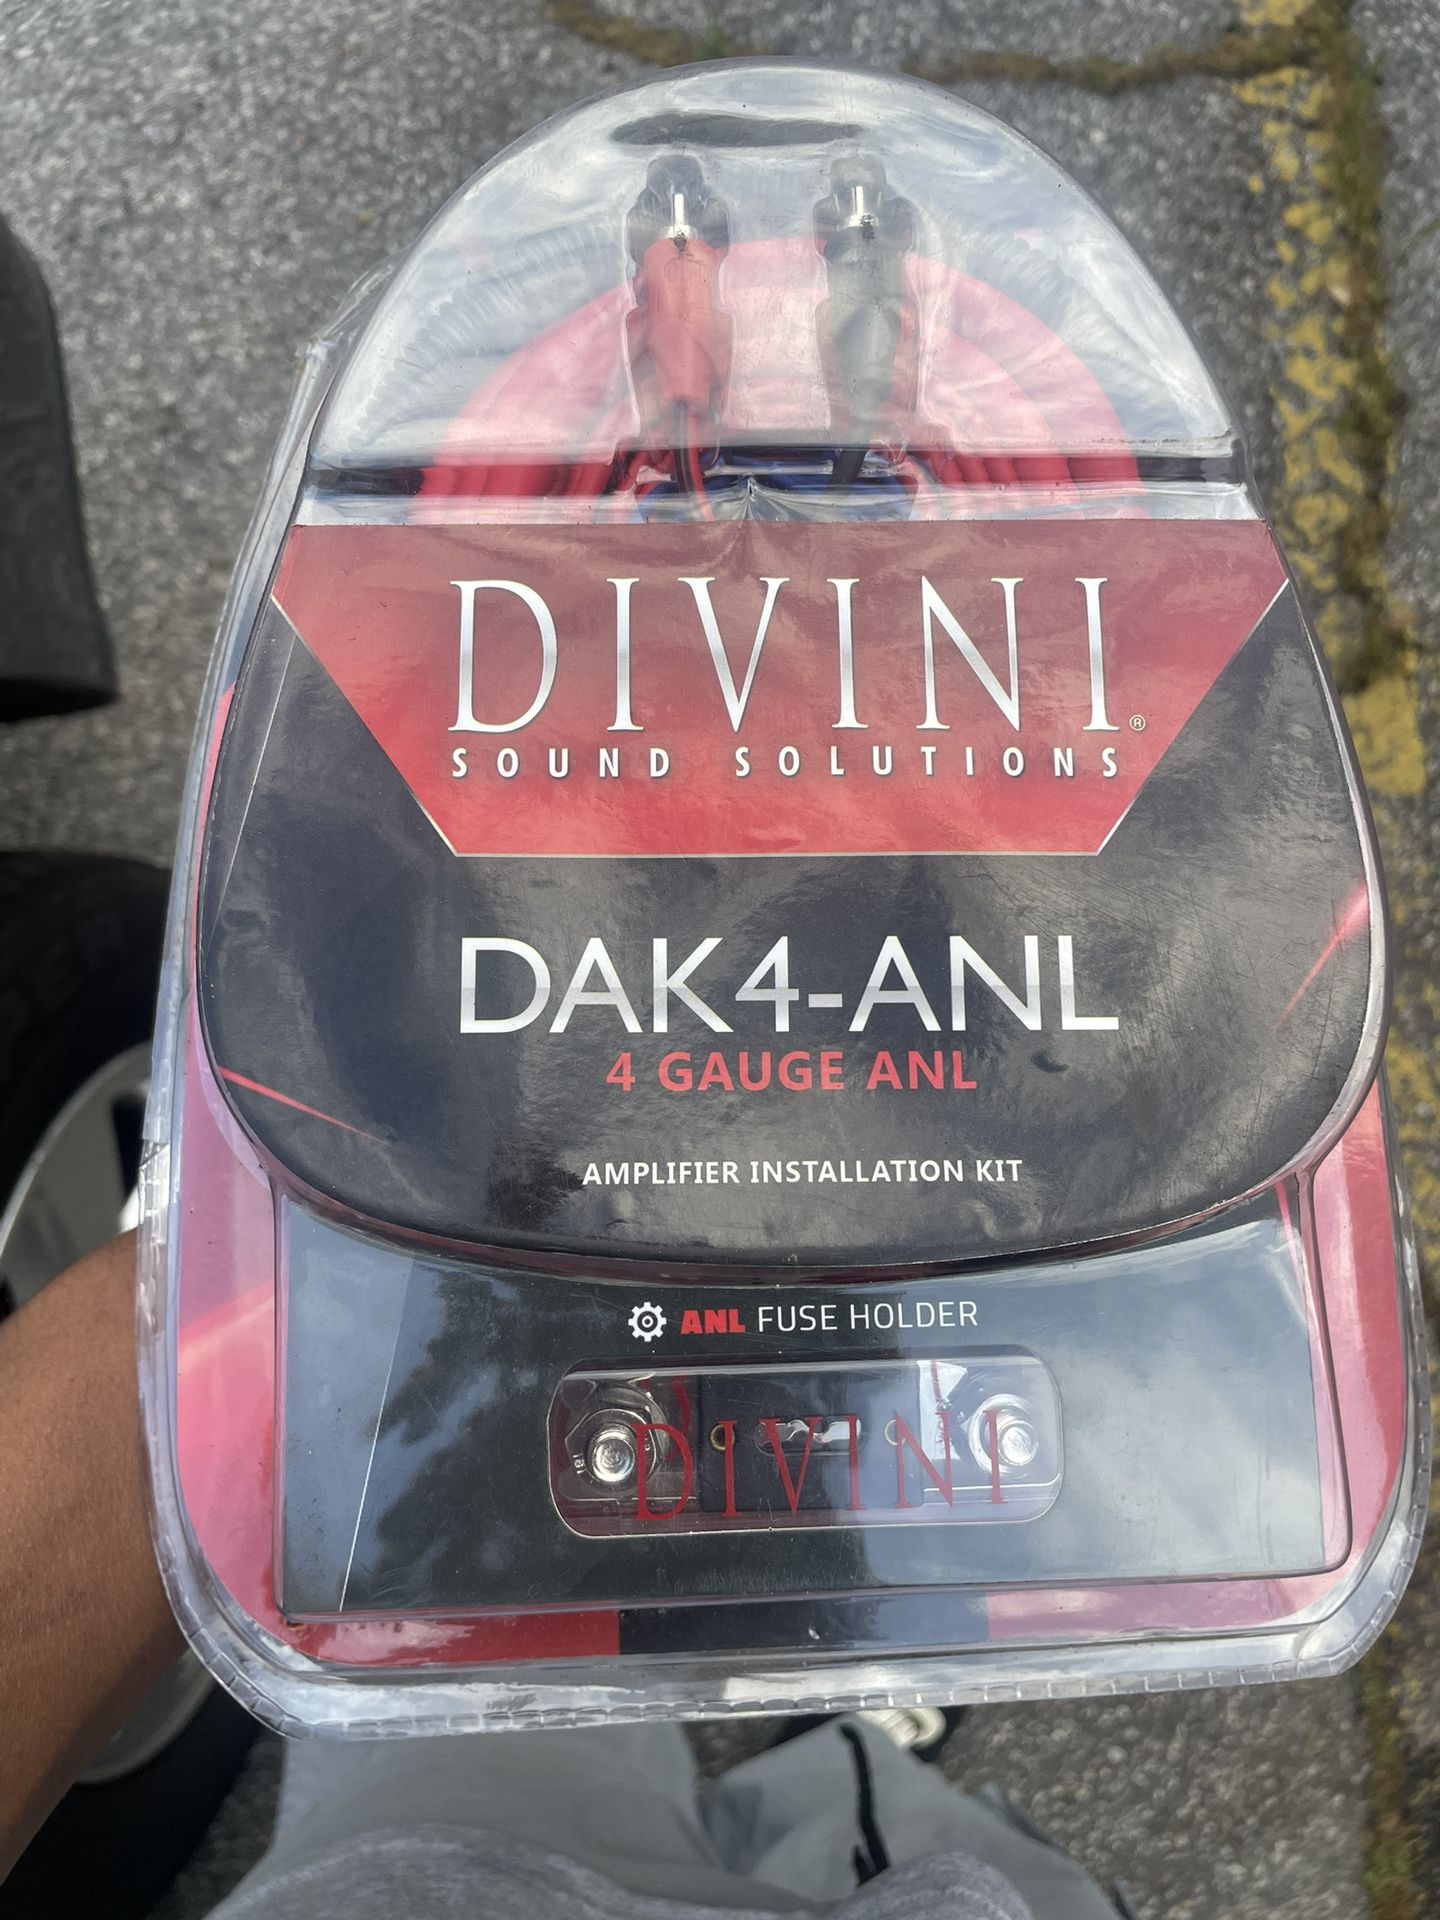 DIVINI®
SOUND SOLUTIONS
DAK4-ANL
4 GAUGE ANL
AMPLIFIER INSTALLATION KIT
ANL FUSE HOLDER
DIVINI